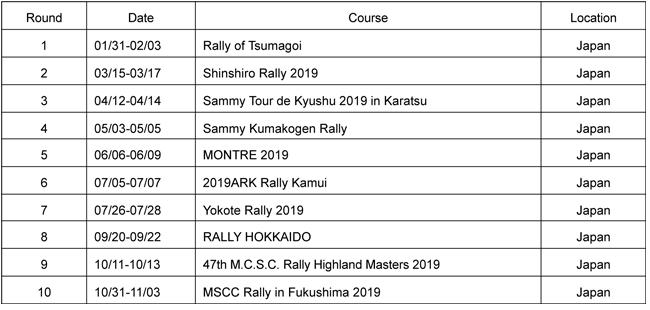 Round Date Course Location
1 01/31-02/03 Rally of Tsumagoi Japan
2 03/15-03/17 Shinshiro Rally 2019 Japan
3 04/12-04/14 Sammy Tour de Kyushu 2019 in Karatsu Japan
4 05/03-05/05 Sammy Kumakogen Rally Japan
5 06/06-06/09 MONTRE 2019 Japan
6 07/05-07/07 2019ARK Rally Kamui Japan
7 07/26-07/28 Yokote Rally 2019 Japan
8 09/20-09/22 RALLY HOKKAIDO Japan
9 10/11-10/13 47th M.C.S.C. Rally Highland Masters 2019 Japan
10 10/31-11/03 MSCC Rally in Fukushima 2019 Japan